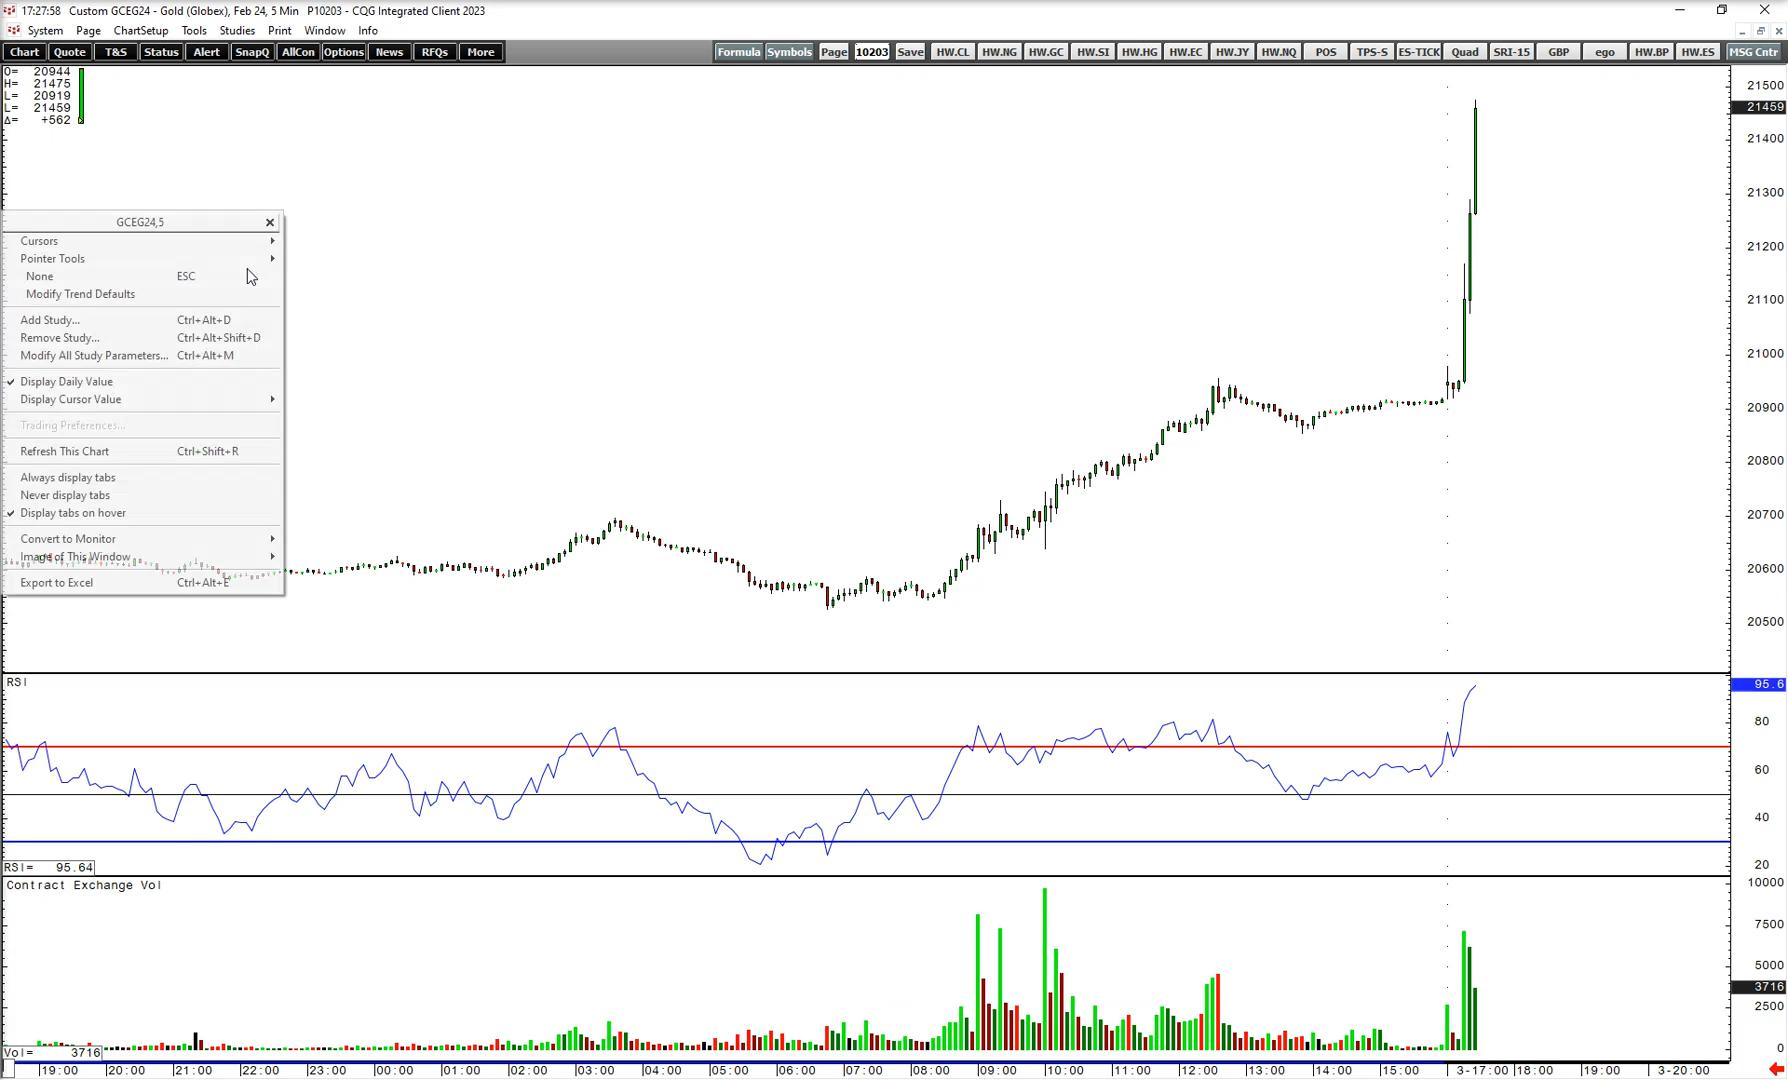 17:27:58 Custom GCEG24 - Gold (Globex), Feb 24, 5 Min P10203 - CQG Integrated Client 2023
System Page ChartSetup Tools Studies Print Window Info
Chart Quote T&S Status Alert SnapQ AllCon Options News RFQs More Formula Symbols Page 10203 Save HW.CL HW.NG HW.GC HW.SI HW.HG HW.EC HW.JY HW.NQ POS TPS-S ES-TICK Quad SRI-15 GBP ego HW.BP HW.ES MSG Cntr
O= 20944
H= 21475
L= 20919
L= 21459
Δ= +562
21500
21459
21400
21300
21200
21100
21000
20900
20800
20700
20600
20500
GCEG24,5
Cursors
Pointer Tools
None ESC
Modify Trend Defaults
Add Study... Ctrl+Alt+D
Remove Study... Ctrl+Alt+Shift+D
Modify All Study Parameters... Ctrl+Alt+M
Display Daily Value
Display Cursor Value
Trading Preferences...
Refresh This Chart Ctrl+Shift+R
Always display tabs
Never display tabs
Display tabs on hover
Convert to Monitor
Image of This Window
Export to Excel Ctrl+Alt+E
RSI
95.6
80
60
40
20
RSI= 95.64
Contract Exchange Vol
10000
7500
5000
3716
2500
0
Vol= 3716
19:00 20:00 21:00 22:00 23:00 00:00 01:00 02:00 03:00 04:00 05:00 06:00 07:00 08:00 09:00 10:00 11:00 12:00 13:00 14:00 15:00 3-17:00 18:00 19:00 3-20:00